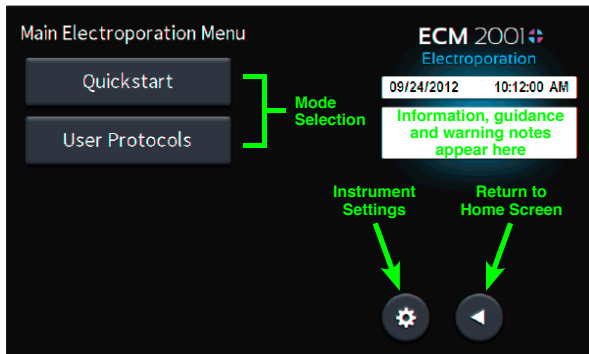 Main Electroporation Menu
ECM 2001
Electroporation
Quickstart
09/24/2012 10:12:00 AM
Mode
Selection
Information, guidance
and warning notes
appear here
User Protocols
Instrument
Settings
Return to
Home Screen